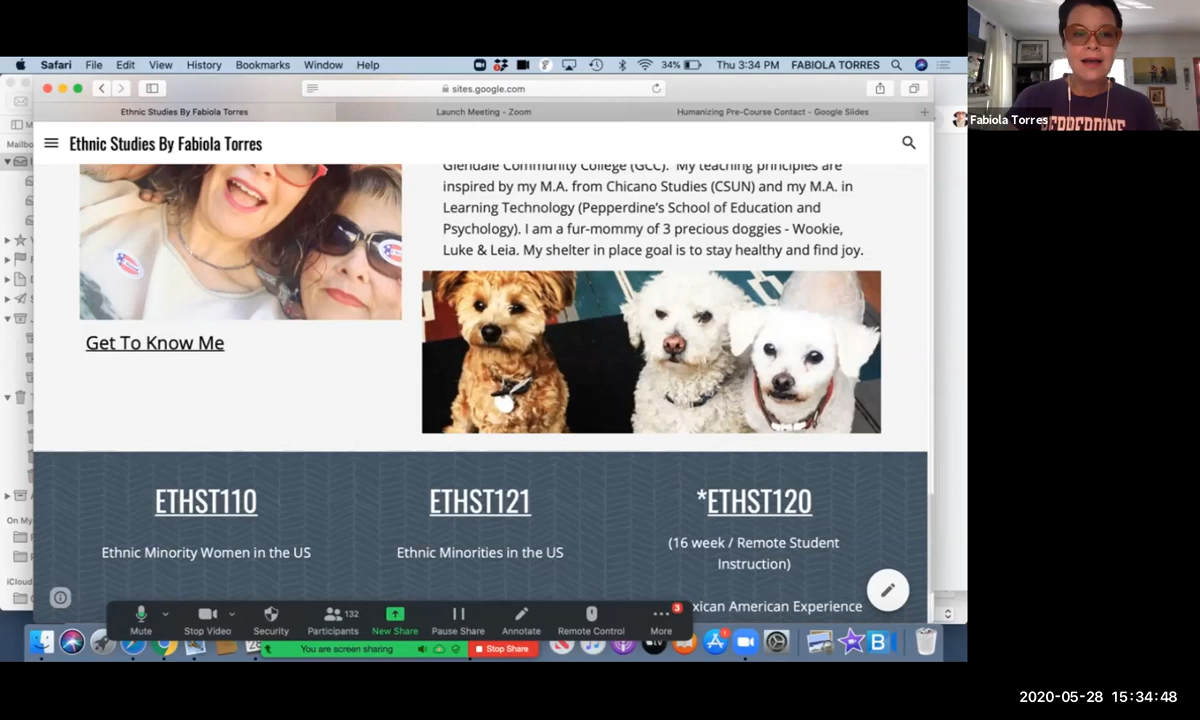 Safari File Edit View History Bookmarks Window Help 34% Thu 3:34 PM FABIOLA TORRES
sites.google.com
Ethnic Studies By Fabiola Torres Launch Meeting - Zoom Humanizing Pre-Course Contact - Google Slides
Fabiola Torres
PEPPERDINE
Ethnic Studies By Fabiola Torres
Mailbo
Glendale Community College (GCC). My teaching principles are
inspired by my M.A. from Chicano Studies (CSUN) and my M.A. in
Learning Technology (Pepperdine's School of Education and
Psychology). I am a fur-mommy of 3 precious doggies - Wookie,
Luke & Leia. My shelter in place goal is to stay healthy and find joy.
Get To Know Me
ETHST110 ETHST121 *ETHST120
Ethnic Minority Women in the US Ethnic Minorities in the US (16 week / Remote Student
Instruction)
xican American Experience
On My
iCloud
132 3
Mute Stop Video Security Participants New Share Pause Share Annotate Remote Control More
You are screen sharing Stop Share
2020-05-28 15:34:48